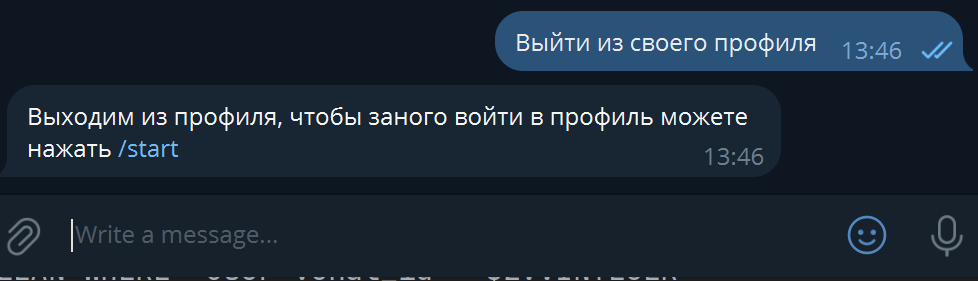 Выйти из своего профиля 13:46
Выходим из профиля, чтобы заного войти в профиль можете
нажать /start
13:46
Write a message...